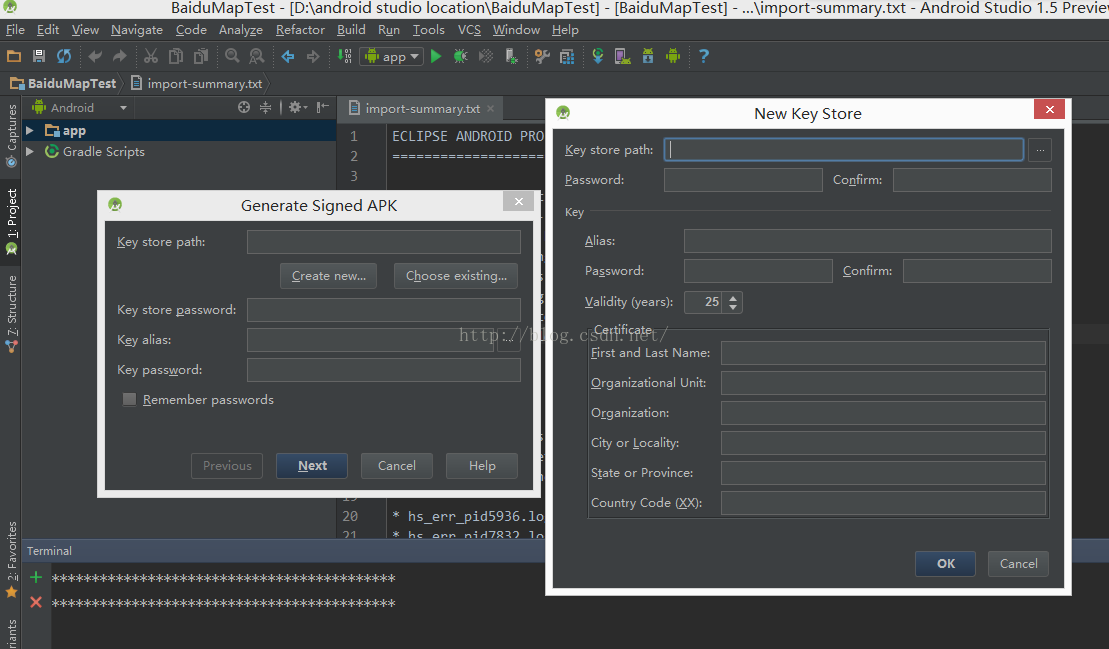 BaiduMapTest - [D:\android studio location\BaiduMapTest] - [BaiduMapTest] - ...\import-summary.txt - Android Studio 1.5 Preview
File Edit View Navigate Code Analyze Refactor Build Run Tools VCS Window Help
app
?
BaiduMapTest import-summary.txt
Captures
1: Project
7: Structure
2: Favorites
Android
app
Gradle Scripts
import-summary.txt
1 ECLIPSE ANDROID PRO
2 ====================
3
20 * hs_err_pid5936.lo
21 * hs_err_pid7832.lo
Generate Signed APK
Key store path:
Create new... Choose existing...
Key store password:
Key alias:
...
Key password:
Remember passwords
Previous Next Cancel Help
New Key Store
Key store path:
...
Password: Confirm:
Key
Alias:
Password: Confirm:
Validity (years): 25
Certificate
First and Last Name:
Organizational Unit:
Organization:
City or Locality:
State or Province:
Country Code (XX):
OK Cancel
http://blog.csdn.net/
Terminal
*******************************************
*******************************************